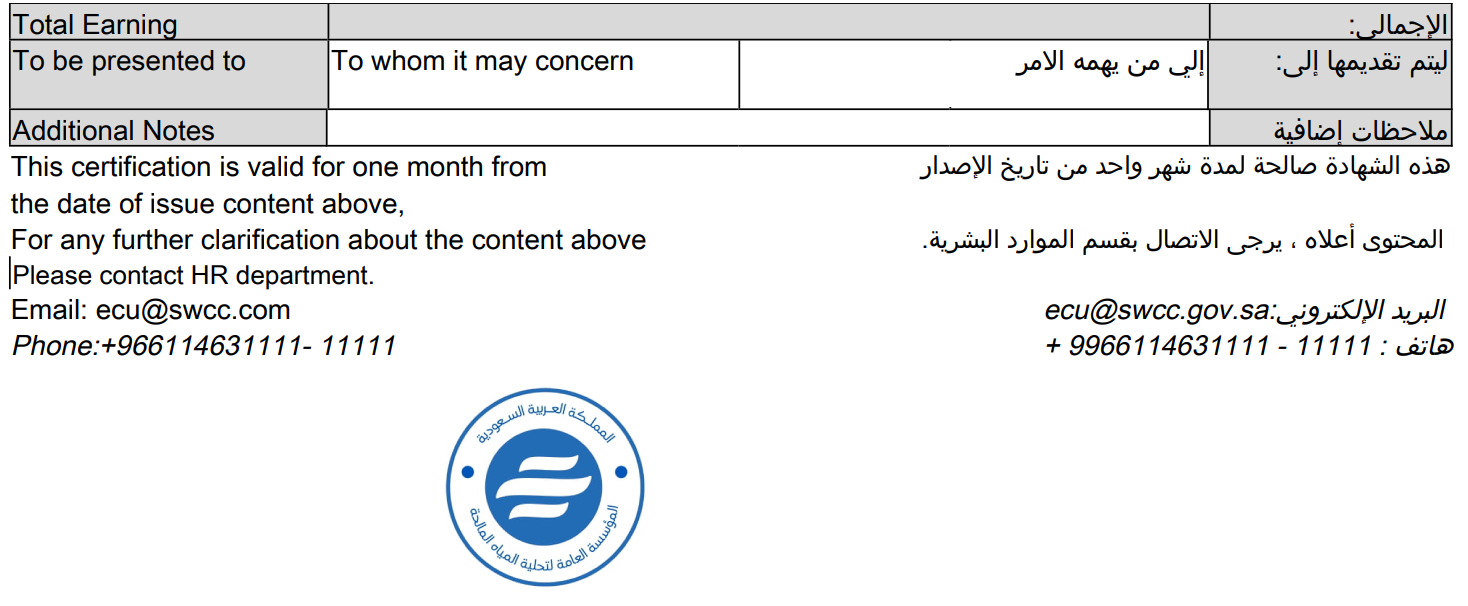 Total Earning الإجمالي:
To be presented to To whom it may concern إلي من يهمه الامر ليتم تقديمها إلى:
Additional Notes ملاحظات إضافية
This certification is valid for one month from هذه الشهادة صالحة لمدة شهر واحد من تاريخ الإصدار
the date of issue content above,
For any further clarification about the content above المحتوى أعلاه ، يرجى الاتصال بقسم الموارد البشرية.
Please contact HR department.
Email: ecu@swcc.com البريد الإلكتروني:ecu@swcc.gov.sa
Phone:+966114631111- 11111 هاتف : 11111 - 9966114631111 +
المملكة العربية السعودية
المؤسسة العامة لتحلية المياه المالحة